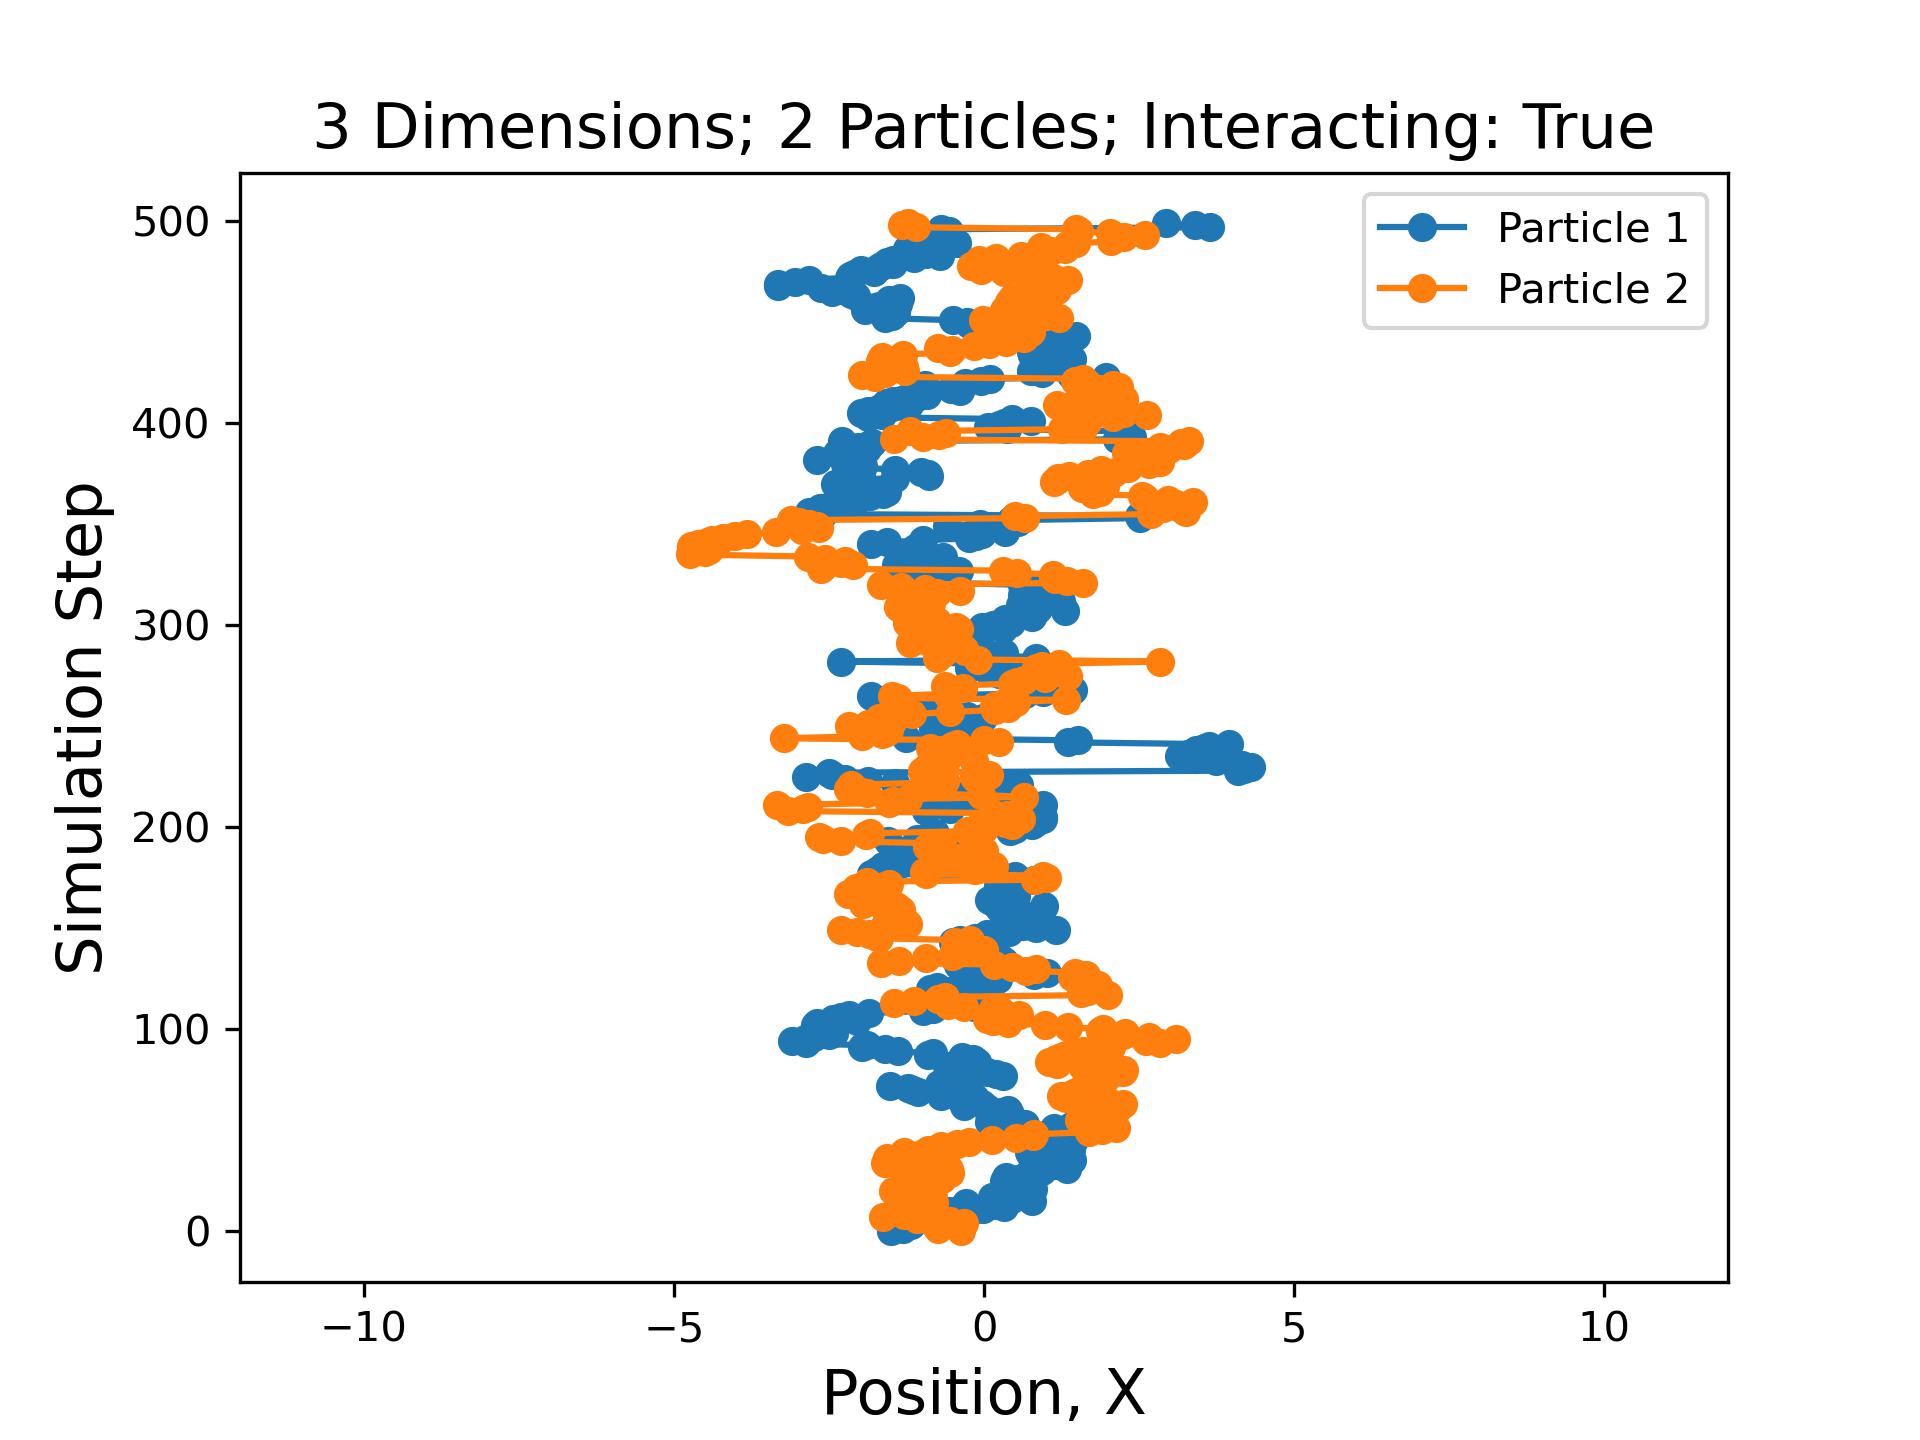 3 Dimensions; 2 Particles; Interacting: True
Particle 1
Particle 2
500
400
300
200
100
0
Simulation Step
−10
−5
0
5
10
Position, X